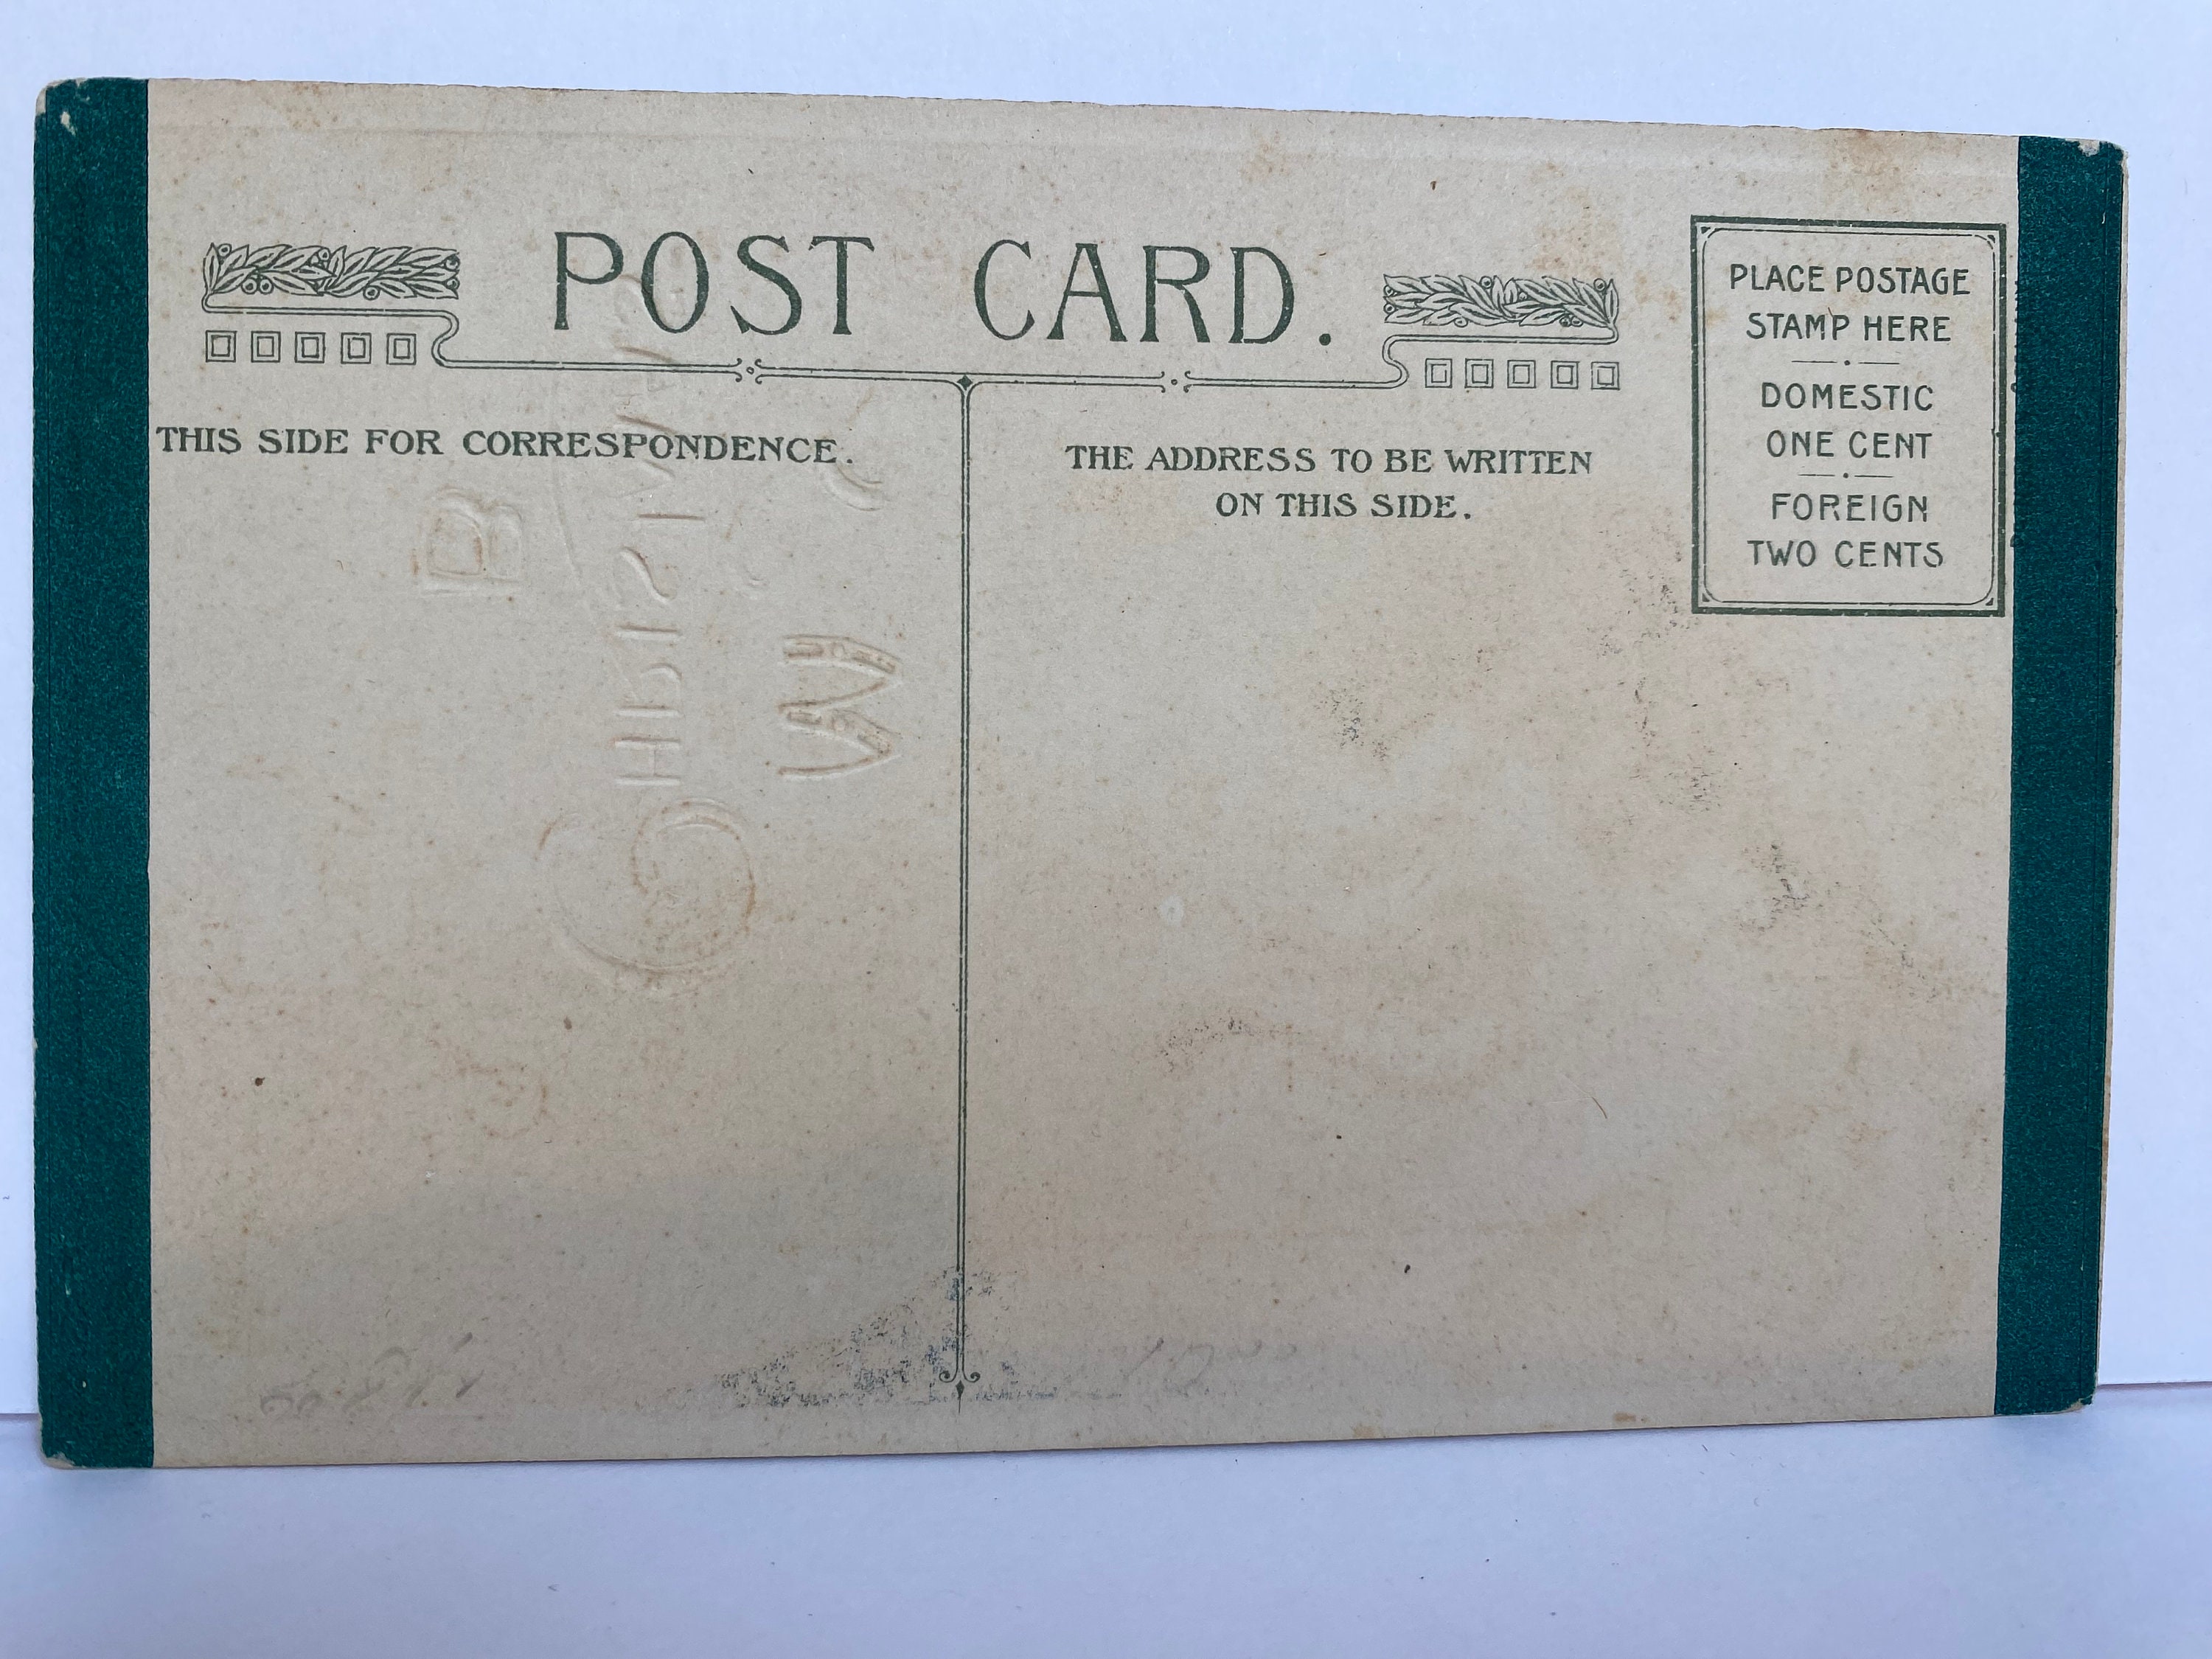 POST CARD.
THIS SIDE FOR CORRESPONDENCE.
THE ADDRESS TO BE WRITTEN
ON THIS SIDE.
PLACE POSTAGE
STAMP HERE
DOMESTIC
ONE CENT
FOREIGN
TWO CENTS